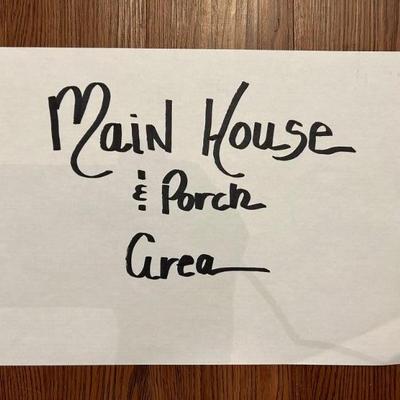 Main House
& Porch
Area